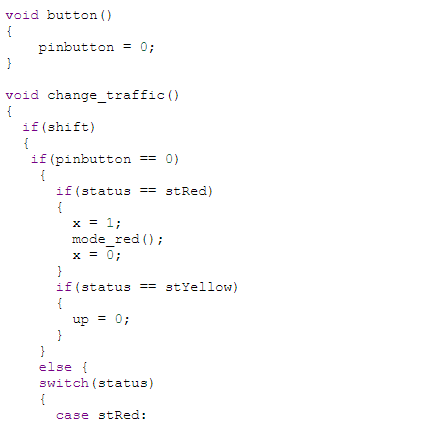 void button()
{
    pinbutton = 0;
}
void change_traffic()
{
  if(shift)
  {
   if(pinbutton == 0)
    {
      if(status == stRed)
      {
        x = 1;
        mode_red();
        x = 0;
      }
      if(status == stYellow)
      {
        up = 0;
      }
    }
    else {
    switch(status)
    {
      case stRed: